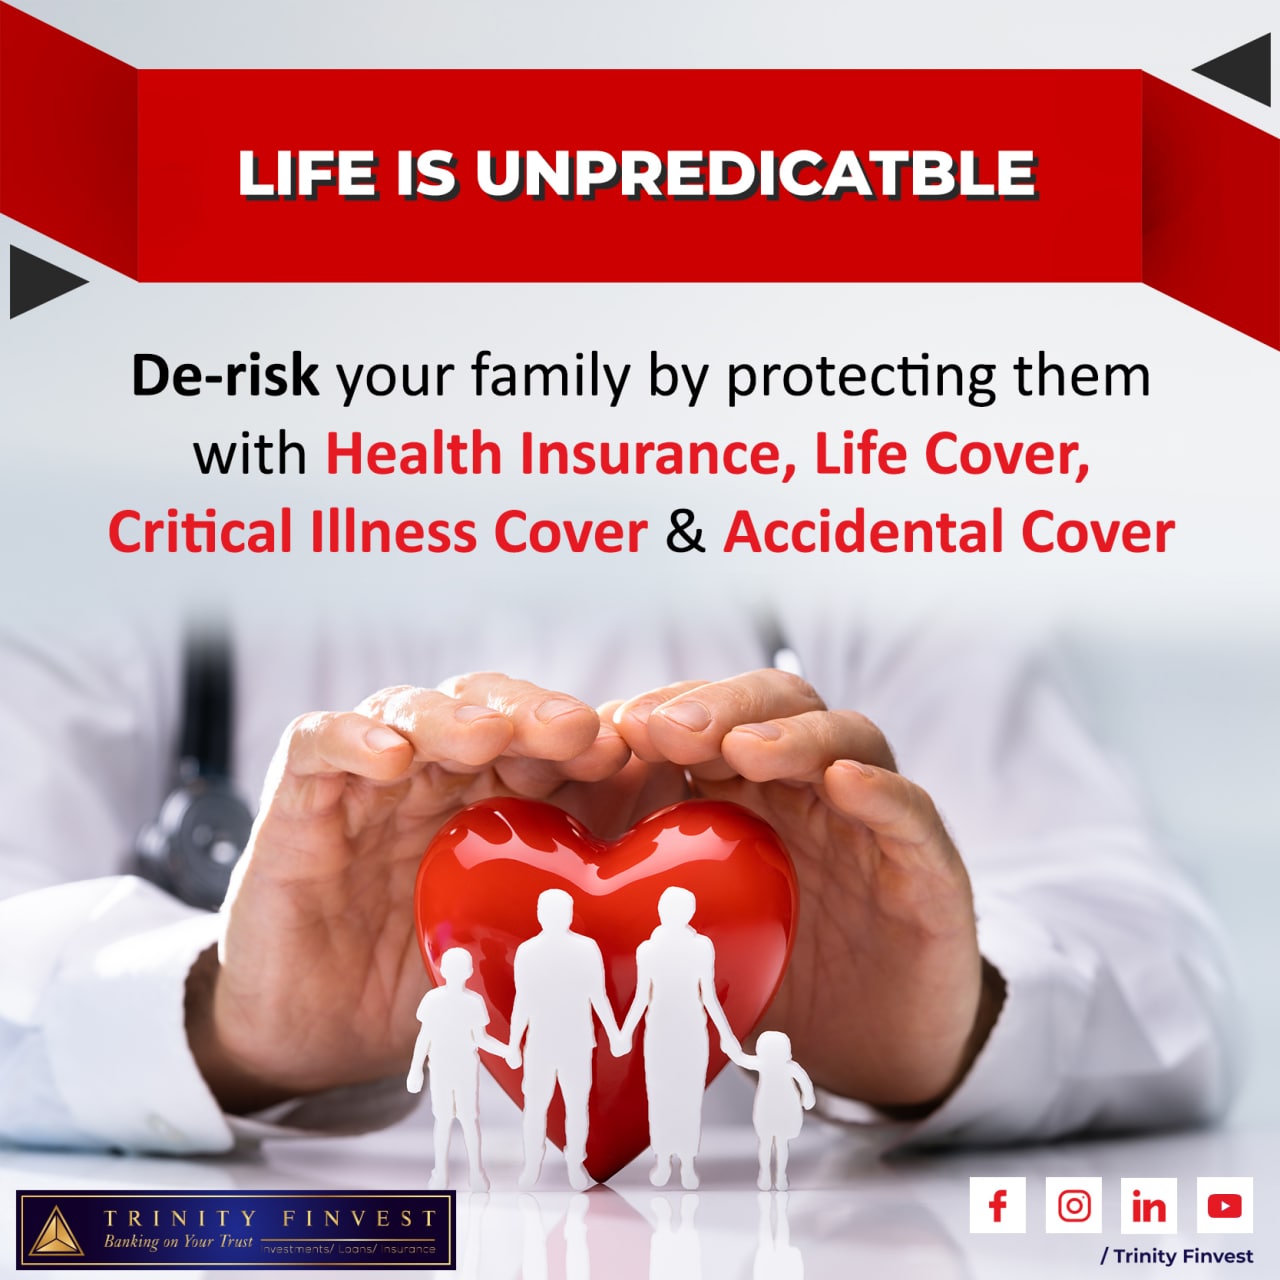 LIFE IS UNPREDICATBLE
De-risk your family by protecting them
with Health Insurance, Life Cover,
Critical Illness Cover & Accidental Cover
TRINITY FINVEST
Banking on Your Trust Investments/ Loans/ Insurance
/ Trinity Finvest